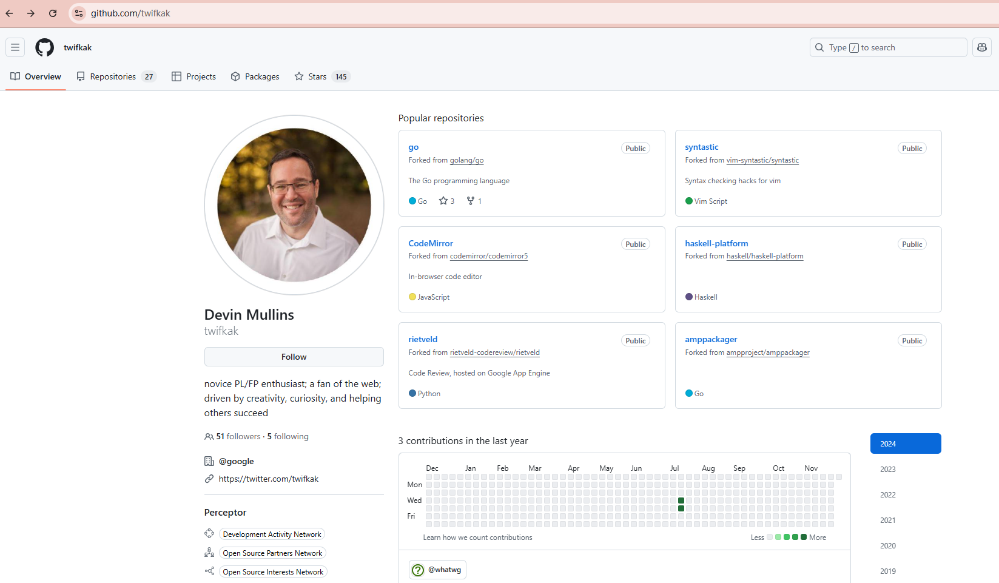 github.com/twifkak
twifkak
Type / to search
Overview
Repositories 27
Projects
Packages
Stars 145
Popular repositories
go
Public
Forked from golang/go
The Go programming language
Go 3 1
syntastic
Public
Forked from vim-syntastic/syntastic
Syntax checking hacks for vim
Vim Script
CodeMirror
Public
Forked from codemirror/codemirror5
In-browser code editor
JavaScript
haskell-platform
Public
Forked from haskell/haskell-platform
Haskell
rietveld
Public
Forked from rietveld-codereview/rietveld
Code Review, hosted on Google App Engine
Python
amppackager
Public
Forked from ampproject/amppackager
Go
Devin Mullins
twifkak
Follow
novice PL/FP enthusiast; a fan of the web;
driven by creativity, curiosity, and helping
others succeed
51 followers · 5 following
@google
https://twitter.com/twifkak
Perceptor
Development Activity Network
Open Source Partners Network
Open Source Interests Network
3 contributions in the last year
Dec Jan Feb Mar Apr May Jun Jul Aug Sep Oct Nov
Mon
Wed
Fri
Learn how we count contributions
Less More
@whatwg
2024
2023
2022
2021
2020
2019